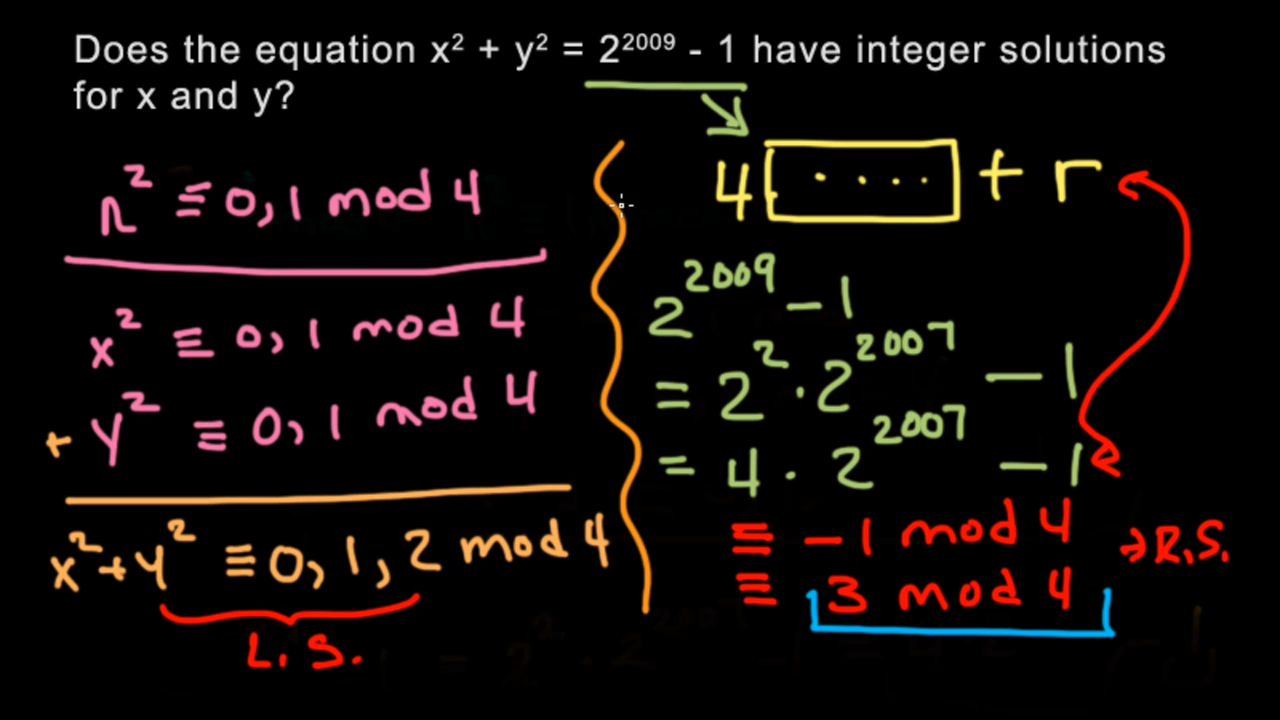 Does the equation x² + y² = 2²⁰⁰⁹ - 1 have integer solutions
for x and y?
n² ≡ 0, 1 mod 4
x² ≡ 0, 1 mod 4
+ y² ≡ 0, 1 mod 4
x² + y² ≡ 0, 1, 2 mod 4
L.S.
4 .... + r
2²⁰⁰⁹ - 1
= 2² · 2²⁰⁰⁷ - 1
= 4 · 2²⁰⁰⁷ - 1
≡ -1 mod 4 → R.S.
≡ 3 mod 4